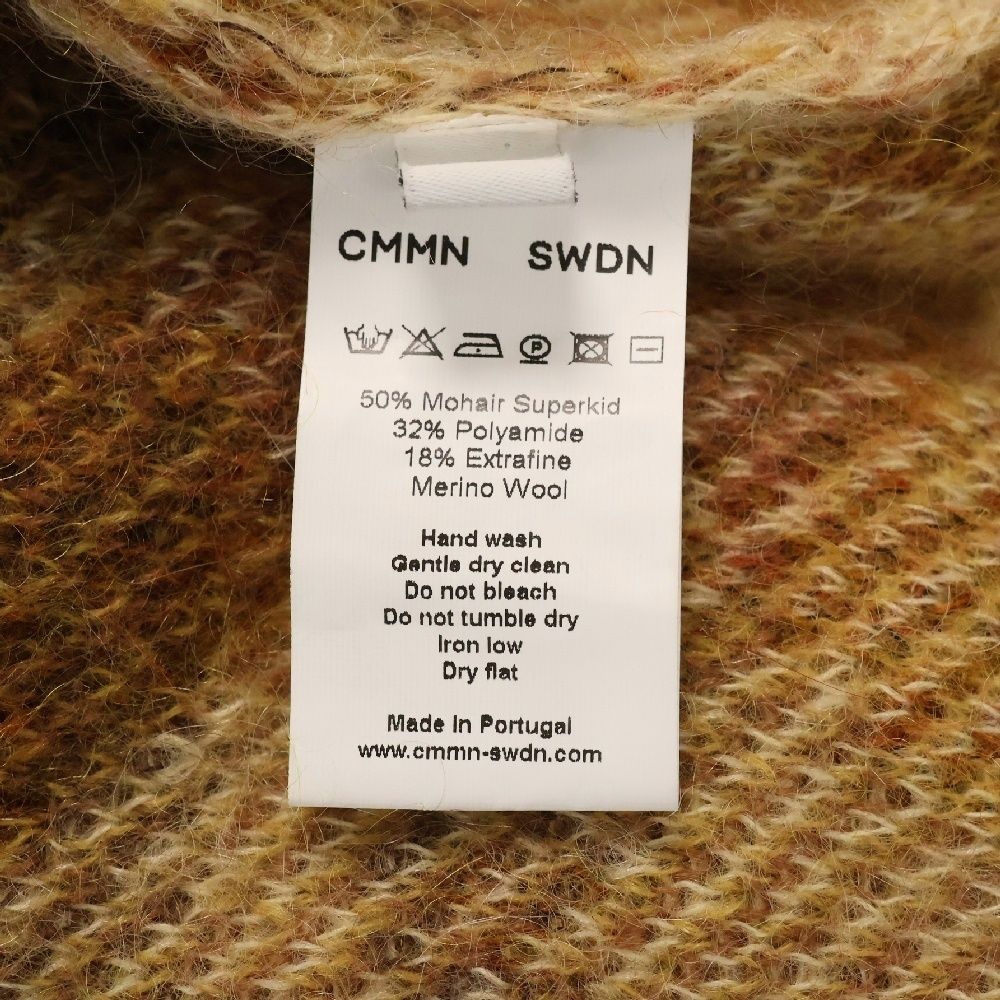 CMMN SWDN
P
50% Mohair Superkid
32% Polyamide
18% Extrafine
Merino Wool
Hand wash
Gentle dry clean
Do not bleach
Do not tumble dry
Iron low
Dry flat
Made In Portugal
www.cmmn-swdn.com